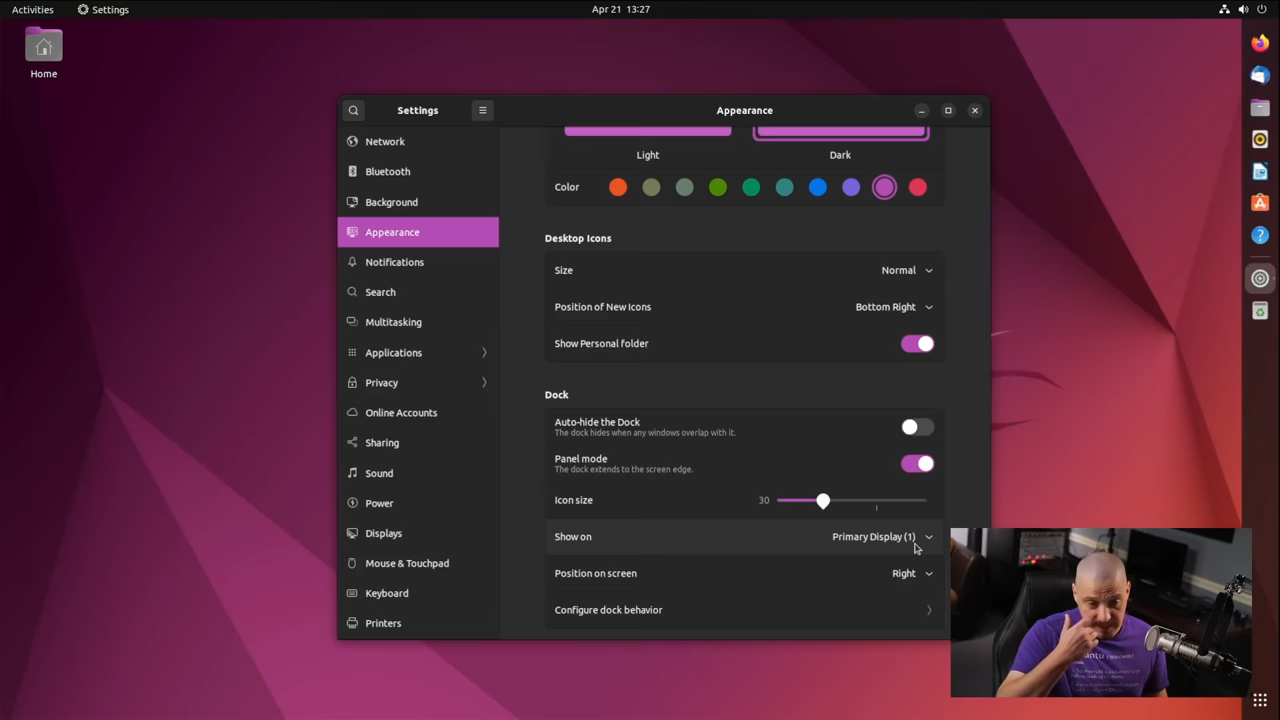 Activities
Settings
Apr 21 13:27
Home
Settings
Appearance
Network
Bluetooth
Background
Appearance
Notifications
Search
Multitasking
Applications
Privacy
Online Accounts
Sharing
Sound
Power
Displays
Mouse & Touchpad
Keyboard
Printers
Light
Dark
Color
Desktop Icons
Size
Normal
Position of New Icons
Bottom Right
Show Personal folder
Dock
Auto-hide the Dock
The dock hides when any windows overlap with it.
Panel mode
The dock extends to the screen edge.
Icon size
30
Show on
Primary Display (1)
Position on screen
Right
Configure dock behavior